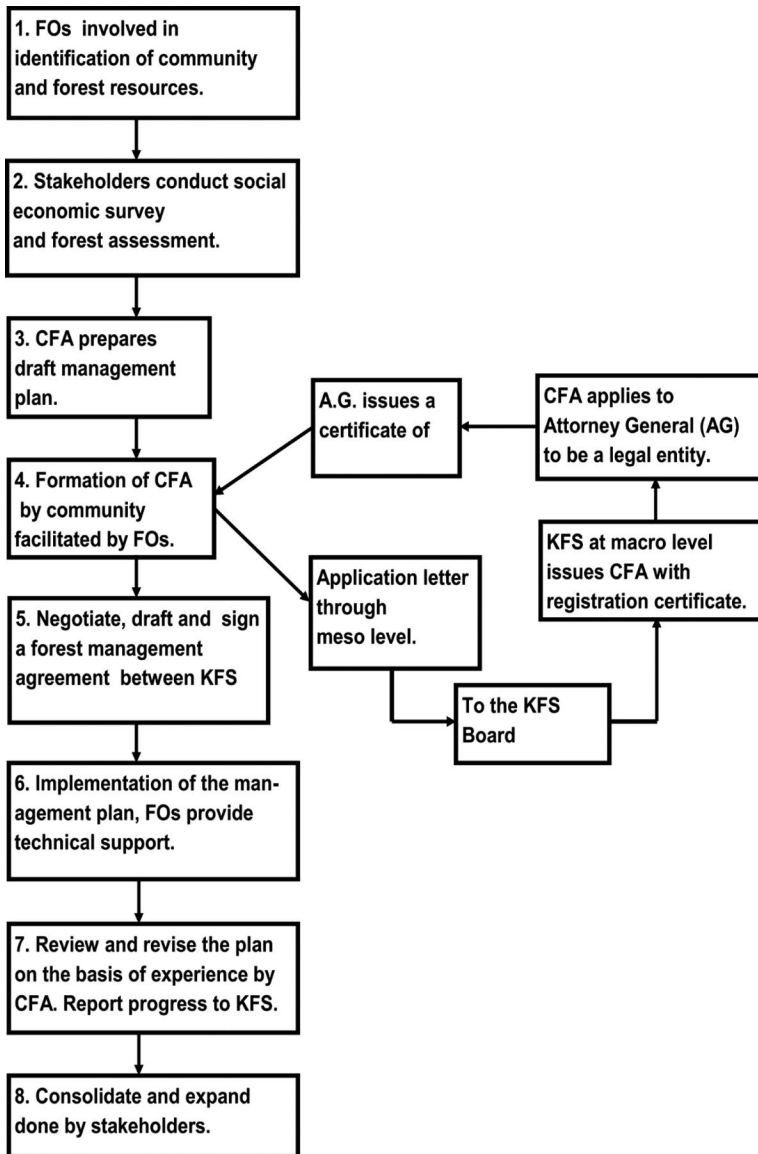 1. FOs involved in
identification of community
and forest resources.
2. Stakeholders conduct social
economic survey
and forest assessment.
3. CFA prepares
draft management
plan.
4. Formation of CFA
by community
facilitated by FOs.
5. Negotiate, draft and sign
a forest management
agreement between KFS
6. Implementation of the man-
agement plan, FOs provide
technical support.
7. Review and revise the plan
on the basis of experience by
CFA. Report progress to KFS.
8. Consolidate and expand
done by stakeholders.
Application letter
through
meso level.
To the KFS
Board
KFS at macro level
issues CFA with
registration certificate.
CFA applies to
Attorney General (AG)
to be a legal entity.
A.G. issues a
certificate of